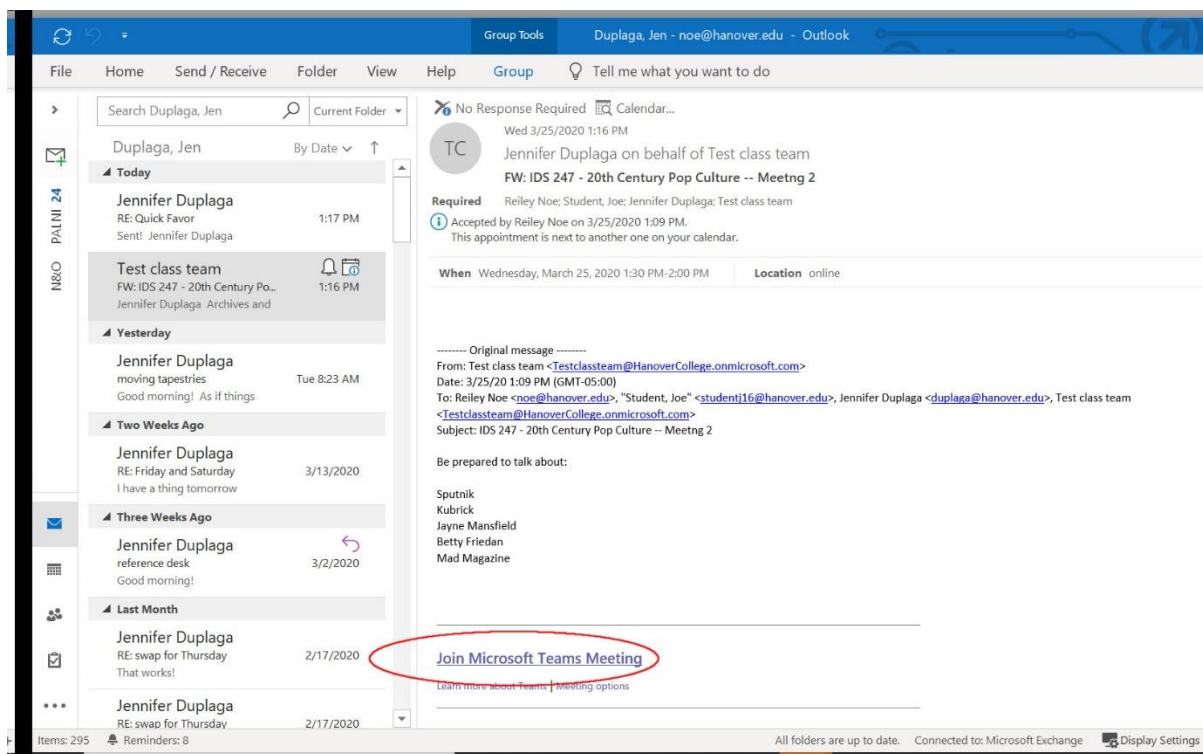 Group Tools Duplaga, Jen - noe@hanover.edu - Outlook
File Home Send / Receive Folder View Help Group Tell me what you want to do
Search Duplaga, Jen Current Folder
Duplaga, Jen By Date
PALNI 24
N&O
Today
Jennifer Duplaga
RE: Quick Favor 1:17 PM
Sent! Jennifer Duplaga
Test class team
FW: IDS 247 - 20th Century Po... 1:16 PM
Jennifer Duplaga Archives and
Yesterday
Jennifer Duplaga
moving tapestries Tue 8:23 AM
Good morning! As if things
Two Weeks Ago
Jennifer Duplaga
RE: Friday and Saturday 3/13/2020
I have a thing tomorrow
Three Weeks Ago
Jennifer Duplaga
reference desk 3/2/2020
Good morning!
Last Month
Jennifer Duplaga
RE: swap for Thursday 2/17/2020
That works!
Jennifer Duplaga
RE: swap for Thursday 2/17/2020
No Response Required Calendar...
TC
Wed 3/25/2020 1:16 PM
Jennifer Duplaga on behalf of Test class team
FW: IDS 247 - 20th Century Pop Culture -- Meetng 2
Required Reiley Noe; Student, Joe; Jennifer Duplaga; Test class team
Accepted by Reiley Noe on 3/25/2020 1:09 PM.
This appointment is next to another one on your calendar.
When Wednesday, March 25, 2020 1:30 PM-2:00 PM Location online
-------- Original message --------
From: Test class team <Testclassteam@HanoverCollege.onmicrosoft.com>
Date: 3/25/20 1:09 PM (GMT-05:00)
To: Reiley Noe <noe@hanover.edu>, "Student, Joe" <studentj16@hanover.edu>, Jennifer Duplaga <duplaga@hanover.edu>, Test class team
<Testclassteam@HanoverCollege.onmicrosoft.com>
Subject: IDS 247 - 20th Century Pop Culture -- Meetng 2
Be prepared to talk about:
Sputnik
Kubrick
Jayne Mansfield
Betty Friedan
Mad Magazine
Join Microsoft Teams Meeting
Learn more about Teams | Meeting options
Items: 295 Reminders: 8 All folders are up to date. Connected to: Microsoft Exchange Display Settings